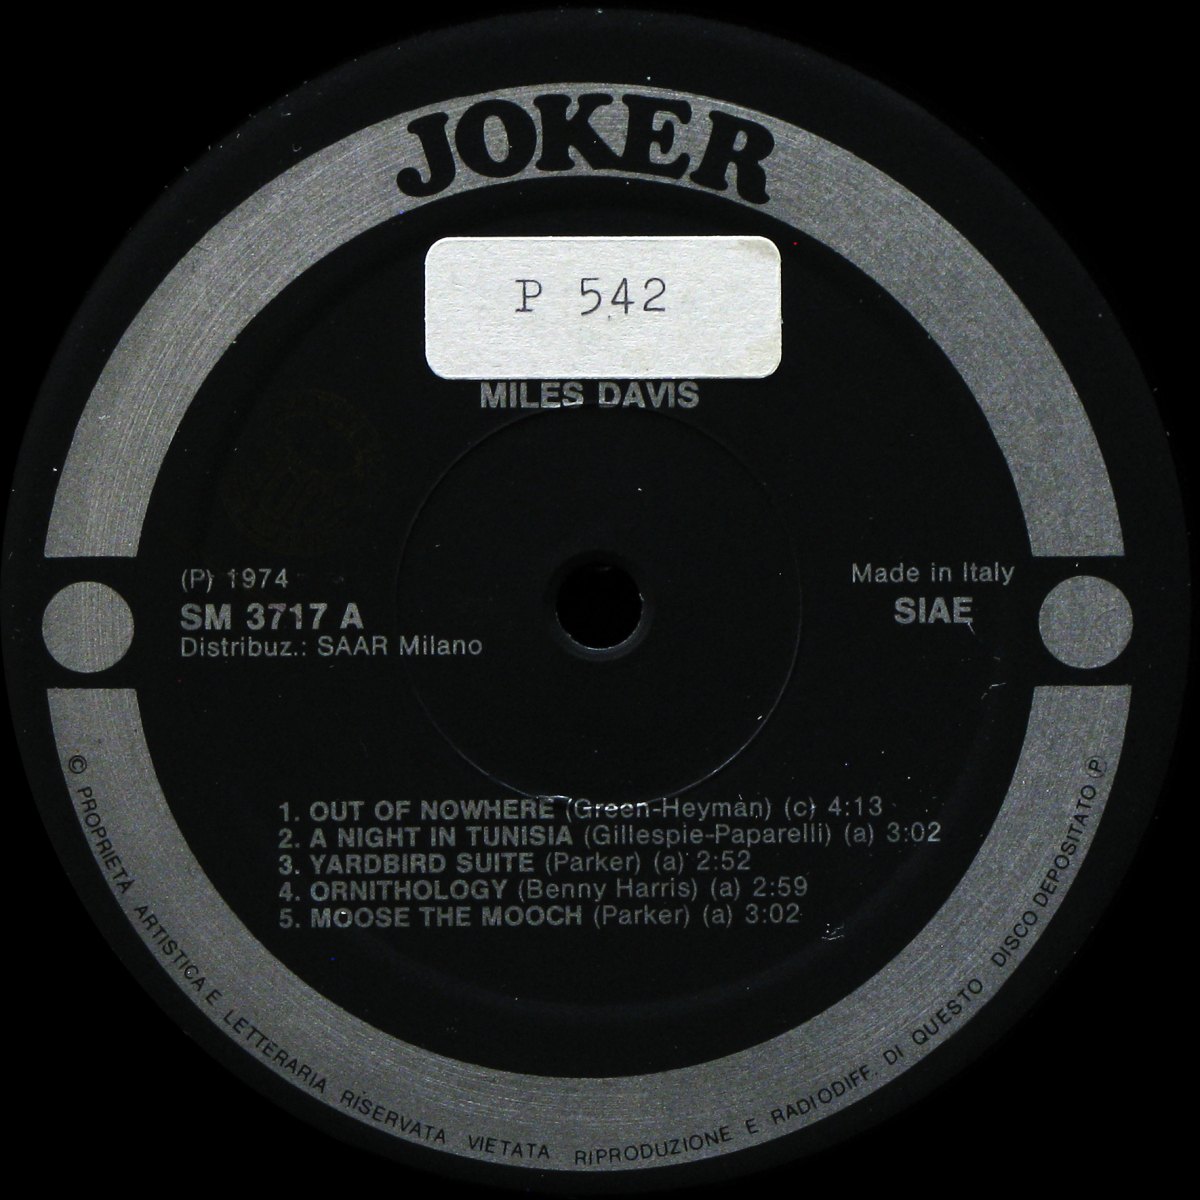 JOKER
P 542
MILES DAVIS
(P) 1974
SM 3717 A
Distribuz.: SAAR Milano
Made in Italy
SIAE
1. OUT OF NOWHERE (Green-Heyman) (c) 4:13
2. A NIGHT IN TUNISIA (Gillespie-Paparelli) (a) 3:02
3. YARDBIRD SUITE (Parker) (a) 2:52
4. ORNITHOLOGY (Benny Harris) (a) 2:59
5. MOOSE THE MOOCH (Parker) (a) 3:02
© PROPRIETA ARTISTICA E LETTERARIA RISERVATA VIETATA RIPRODUZIONE E RADIODIFF. DI QUESTO DISCO DEPOSITATO (P